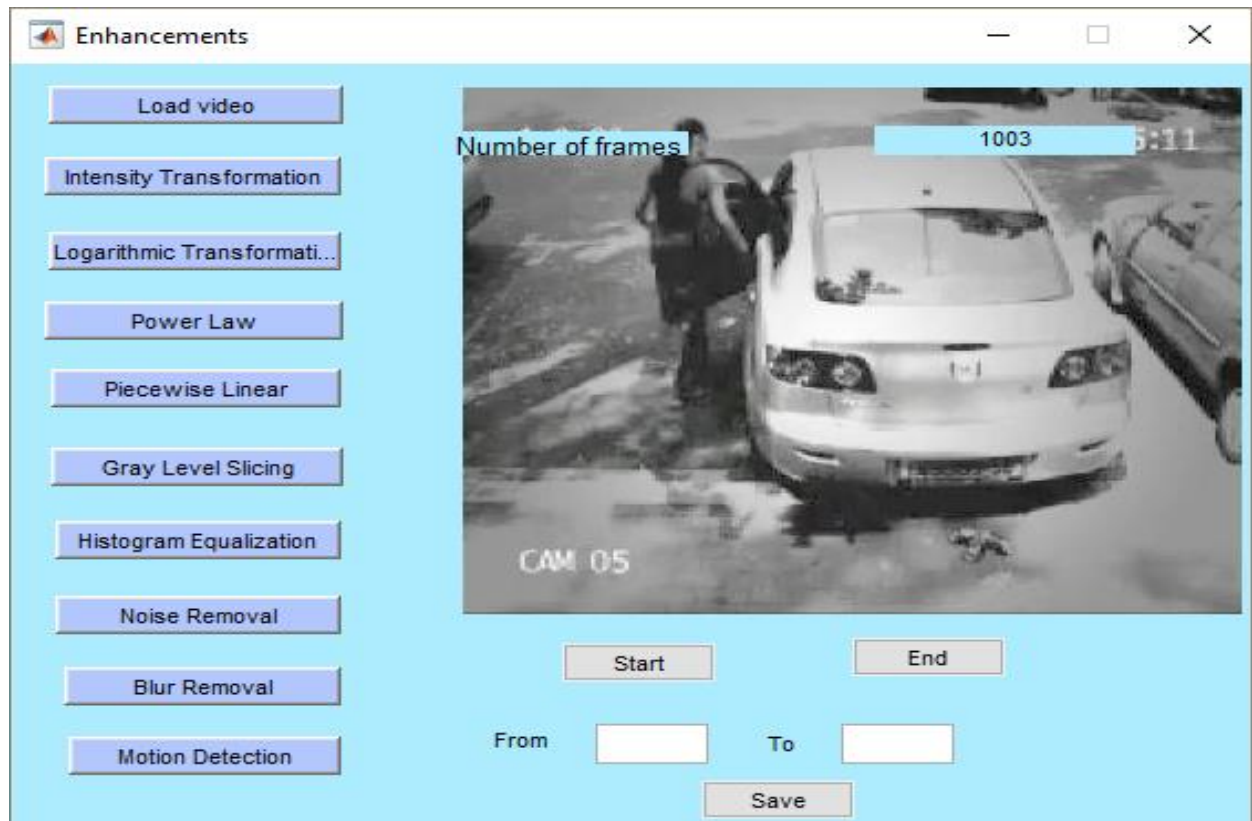 Enhancements
Load video
Intensity Transformation
Logarithmic Transformati...
Power Law
Piecewise Linear
Gray Level Slicing
Histogram Equalization
Noise Removal
Blur Removal
Motion Detection
Number of frames
1003
:11
CAM 05
Start
End
From
To
Save